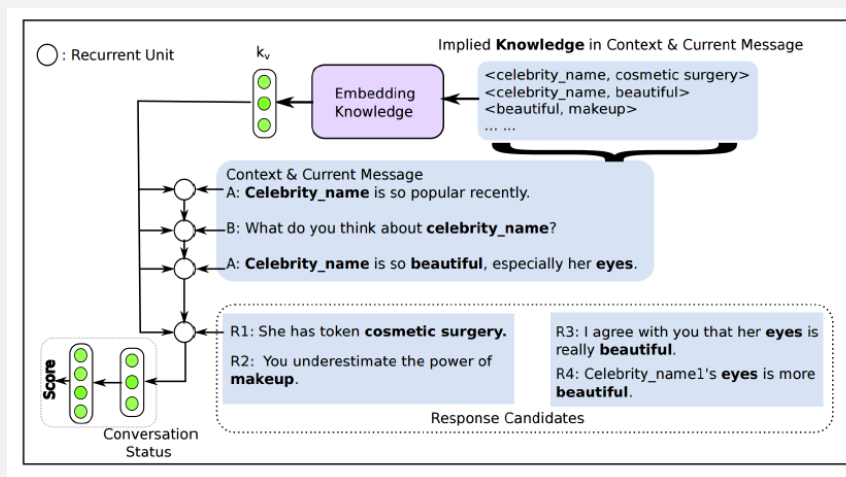 : Recurrent Unit
kv
Implied Knowledge in Context & Current Message
Embedding
Knowledge
<celebrity_name, cosmetic surgery>
<celebrity_name, beautiful>
<beautiful, makeup>
... ...
Context & Current Message
A: Celebrity_name is so popular recently.
B: What do you think about celebrity_name?
A: Celebrity_name is so beautiful, especially her eyes.
R1: She has token cosmetic surgery.
R2: You underestimate the power of
makeup.
R3: I agree with you that her eyes is
really beautiful.
R4: Celebrity_name1's eyes is more
beautiful.
Response Candidates
Score
Conversation
Status